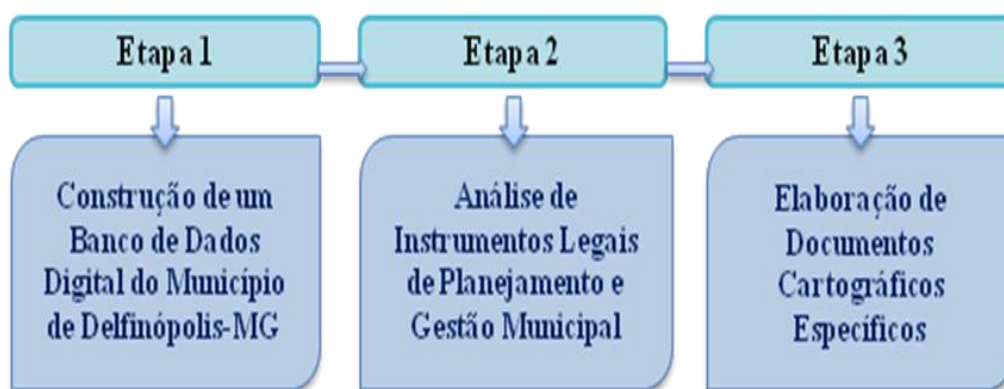 Etapa 1
Etapa 2
Etapa 3
Construção de um
Banco de Dados
Digital do Município
de Delfinópolis-MG
Análise de
Instrumentos Legais
de Planejamento e
Gestão Municipal
Elaboração de
Documentos
Cartográficos
Específicos